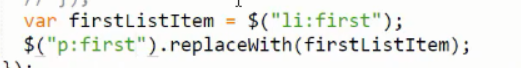 // });
var firstListItem = $("li:first");
$("p:first").replaceWith(firstListItem);
});